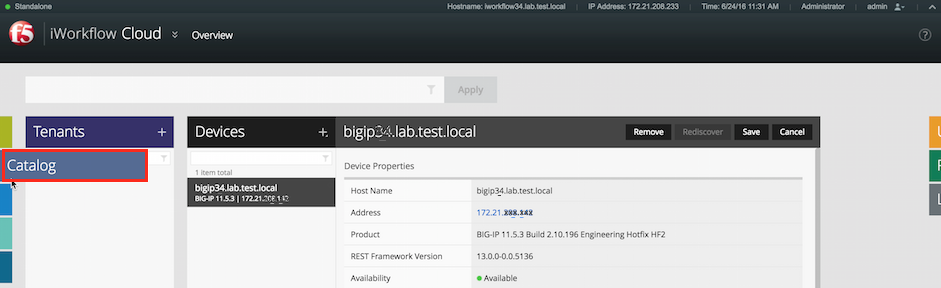 Standalone
Hostname: iworkflow34.lab.test.local IP Address: 172.21.208.233 Time: 6/24/16 11:31 AM Administrator admin
f5 iWorkflow Cloud Overview
Apply
Tenants +
Devices +
bigip34.lab.test.local
Remove Rediscover Save Cancel
Catalog
1 item total
bigip34.lab.test.local
BIG-IP 11.5.3 | 172.21.
Device Properties
Host Name bigip34.lab.test.local
Address 172.21.
Product BIG-IP 11.5.3 Build 2.10.196 Engineering Hotfix HF2
REST Framework Version 13.0.0-0.0.5136
Availability Available